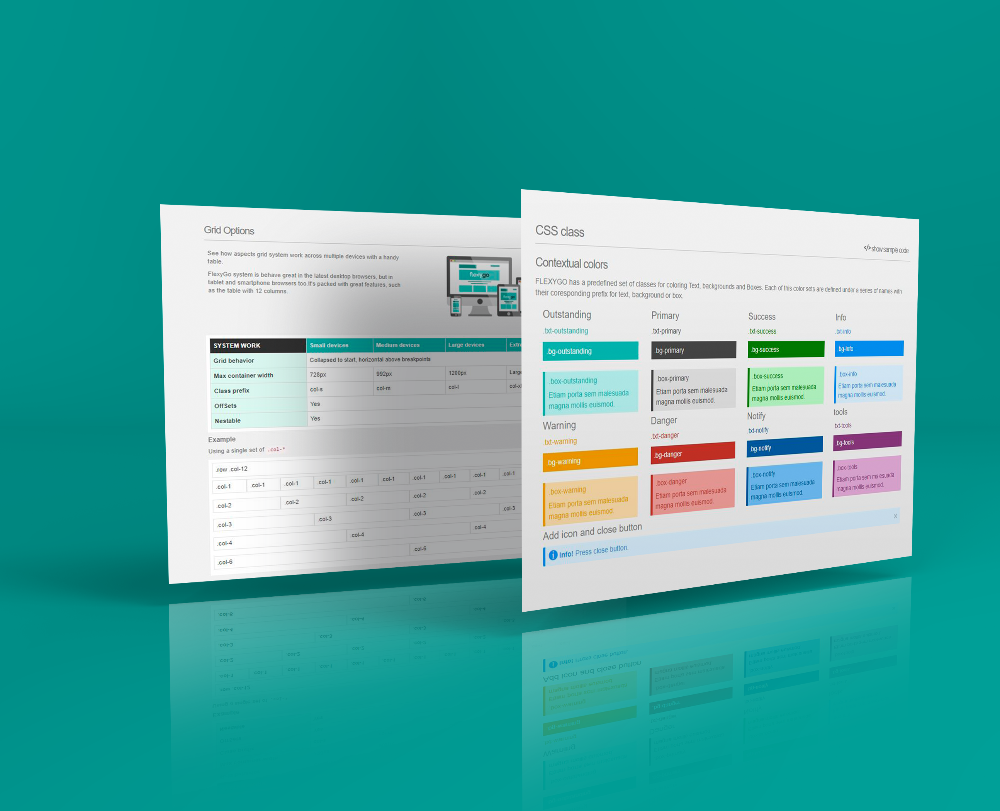 Grid Options
See how aspects grid system work across multiple devices with a handy
table.
FlexyGo system is behave great in the latest desktop browsers, but in
tablet and smartphone browsers too.It's packed with great features, such
as the table with 12 columns.
flexygo
flexygo
SYSTEM WORK Small devices Medium devices Large devices Extra
Grid behavior Collapsed to start, horizontal above breakpoints
Max container width 728px 992px 1200px Large
Class prefix col-s col-m col-l col-xl
OffSets Yes
Nestable Yes
Example
Using a single set of .col-*
.row .col-12
.col-1 .col-1 .col-1 .col-1 .col-1 .col-1 .col-1 .col-1 .col-1 .col-1
.col-2 .col-2 .col-2 .col-2 .col-2
.col-3 .col-3 .col-3 .col-3
.col-4 .col-4 .col-4
.col-6 .col-6
CSS class
</> show sample code
Contextual colors
FLEXYGO has a predefined set of classes for coloring Text, backgrounds and Boxes. Each of this color sets are defined under a series of names with
their coresponding prefix for text, background or box.
Outstanding Primary Success Info
.txt-outstanding .txt-primary .txt-success .txt-info
.bg-outstanding .bg-primary .bg-success .bg-info
.box-outstanding .box-primary .box-success .box-info
Etiam porta sem malesuada Etiam porta sem malesuada Etiam porta sem malesuada Etiam porta sem malesuada
magna mollis euismod. magna mollis euismod. magna mollis euismod. magna mollis euismod.
Warning Danger Notify tools
.txt-warning .txt-danger .txt-notify .txt-tools
.bg-warning .bg-danger .bg-notify .bg-tools
.box-warning .box-danger .box-notify .box-tools
Etiam porta sem malesuada Etiam porta sem malesuada Etiam porta sem malesuada Etiam porta sem malesuada
magna mollis euismod. magna mollis euismod. magna mollis euismod. magna mollis euismod.
Add icon and close button
x
i Info! Press close button.